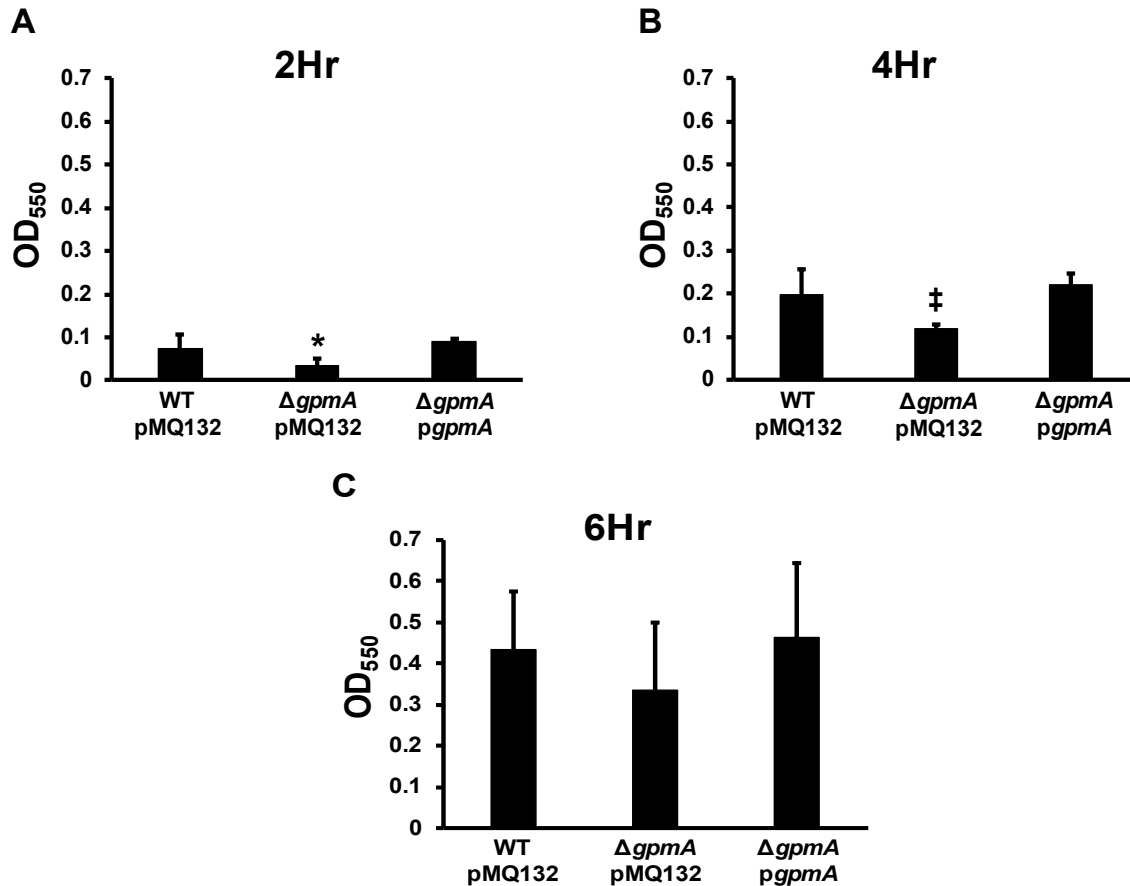 A
2Hr
0.7
0.6
0.5
0.4
0.3
0.2
0.1
0
OD550
*
WT
pMQ132
ΔgpmA
pMQ132
ΔgpmA
pgpmA
B
4Hr
0.7
0.6
0.5
0.4
0.3
0.2
0.1
0
OD550
‡
WT
pMQ132
ΔgpmA
pMQ132
ΔgpmA
pgpmA
C
6Hr
0.7
0.6
0.5
0.4
0.3
0.2
0.1
0
OD550
WT
pMQ132
ΔgpmA
pMQ132
ΔgpmA
pgpmA